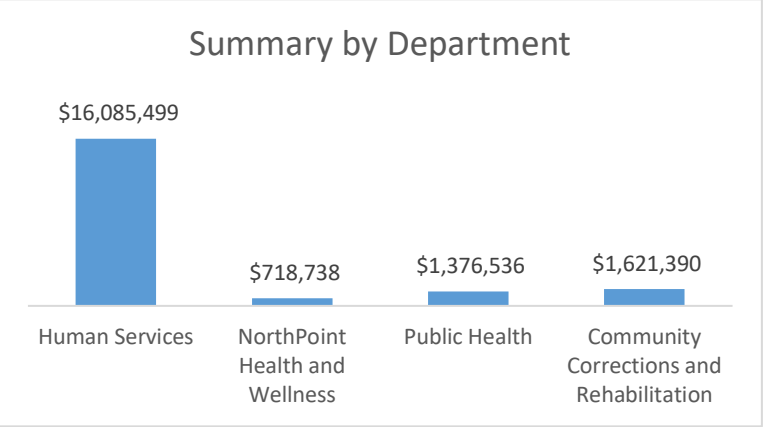 Summary by Department
$16,085,499
$718,738
$1,376,536
$1,621,390
Human Services
NorthPoint
Health and
Wellness
Public Health
Community
Corrections and
Rehabilitation